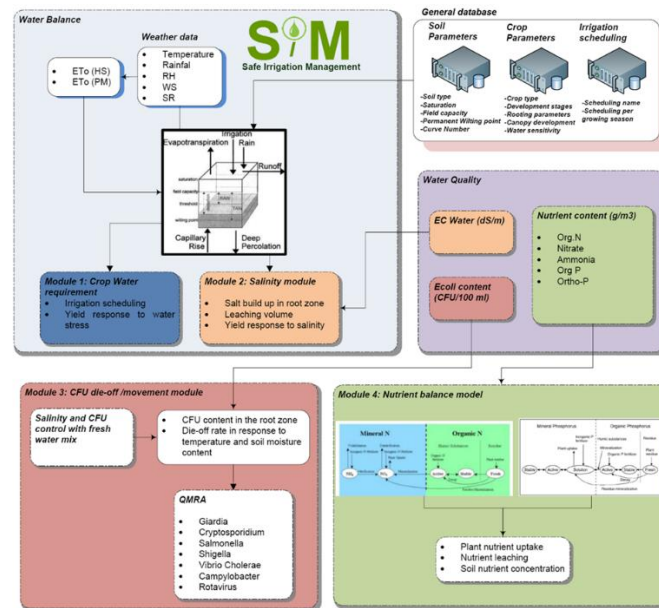 Water Balance
Weather data
• Temperature
• Rainfal
• RH
• WS
• SR
• ETo (HS)
• ETo (PM)
SIM
Safe Irrigation Management
General database
Soil
Parameters
-Soil type
-Saturation
-Field capacity
-Permanent Wilting point
-Curve Number
Crop
Parameters
-Crop type
-Development stages
-Rooting parameters
-Canopy development
-Water sensitivity
Irrigation
scheduling
-Scheduling name
-Scheduling per
growing season
Irrigation
Evapotranspiration
Rain
Runoff
saturation
field capacity
threshold
wilting point
Capillary
Rise
Deep
Percolation
Water Quality
EC Water (dS/m)
Ecoli content
(CFU/100 ml)
Nutrient content (g/m3)
• Org.N
• Nitrate
• Ammonia
• Org P
• Ortho-P
Module 1: Crop Water
requirement
• Irrigation scheduling
• Yield response to water
stress
Module 2: Salinity module
• Salt build up in root zone
• Leaching volume
• Yield response to salinity
Module 3: CFU die-off /movement module
Salinity and CFU
control with fresh
water mix
• CFU content in the root zone
• Die-off rate in response to
temperature and soil moisture
content
QMRA
• Giardia
• Cryptosporidium
• Salmonella
• Shigella
• Vibrio Cholerae
• Campylobacter
• Rotavirus
Module 4: Nutrient balance model
Mineral N
Organic N
Mineral Phosphorus
Organic Phosphorus
• Plant nutrient uptake
• Nutrient leaching
• Soil nutrient concentration